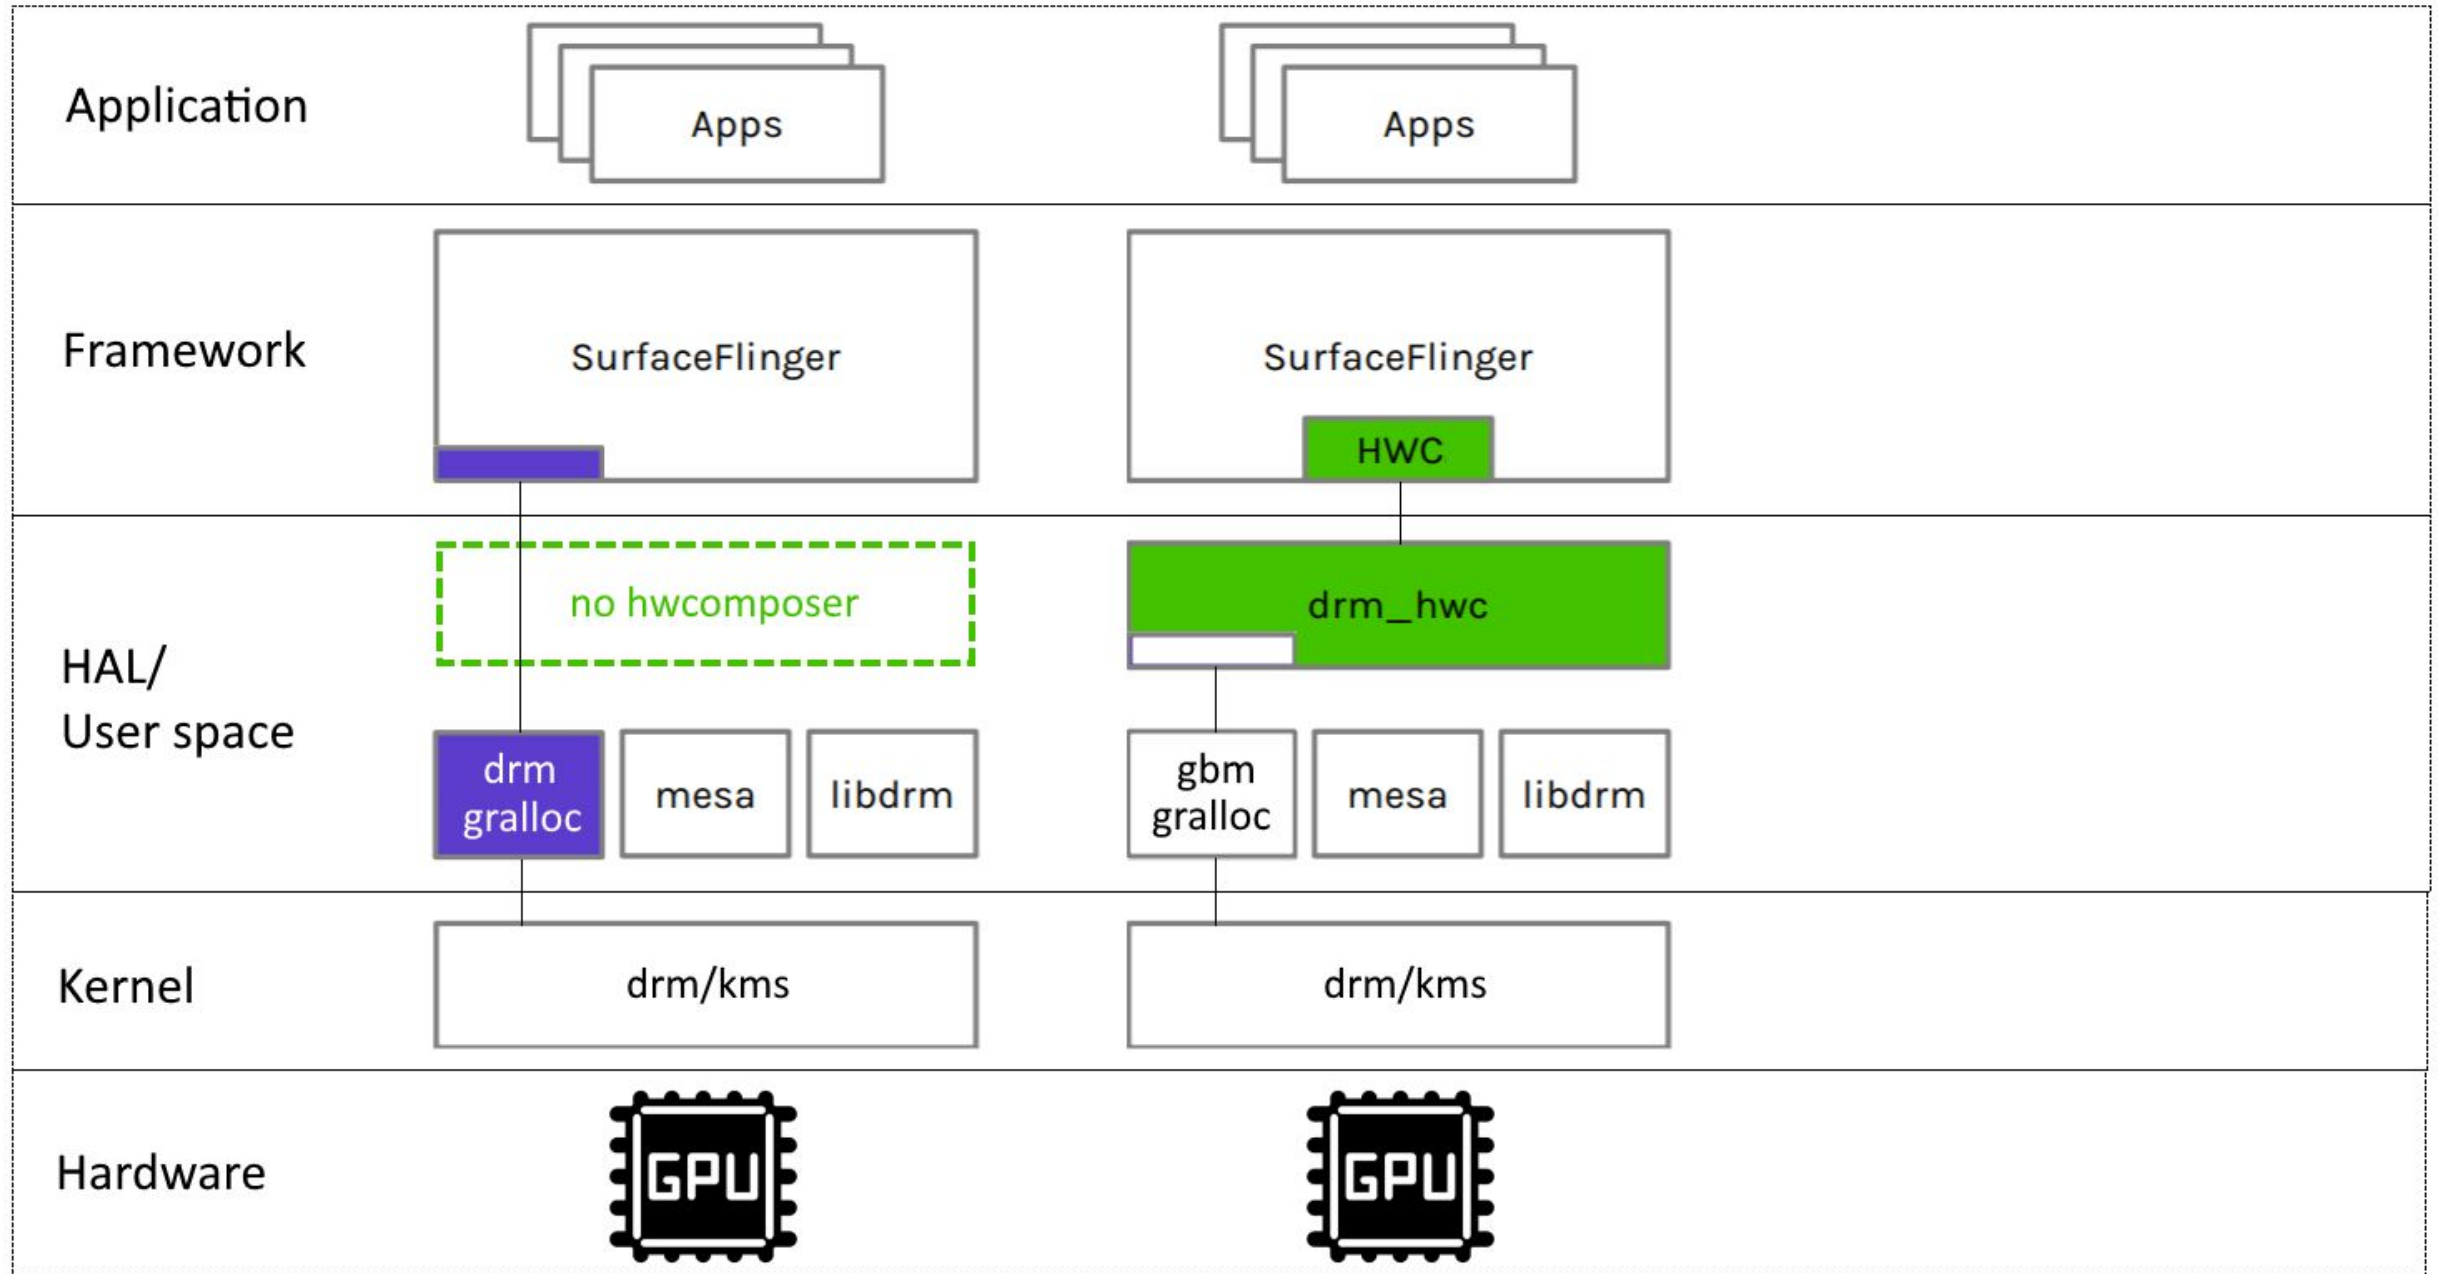 Application
Apps
Apps
Framework
SurfaceFlinger
SurfaceFlinger
HWC
HAL/
User space
no hwcomposer
drm_hwc
drm
gralloc
mesa
libdrm
gbm
gralloc
mesa
libdrm
Kernel
drm/kms
drm/kms
Hardware
GPU
GPU